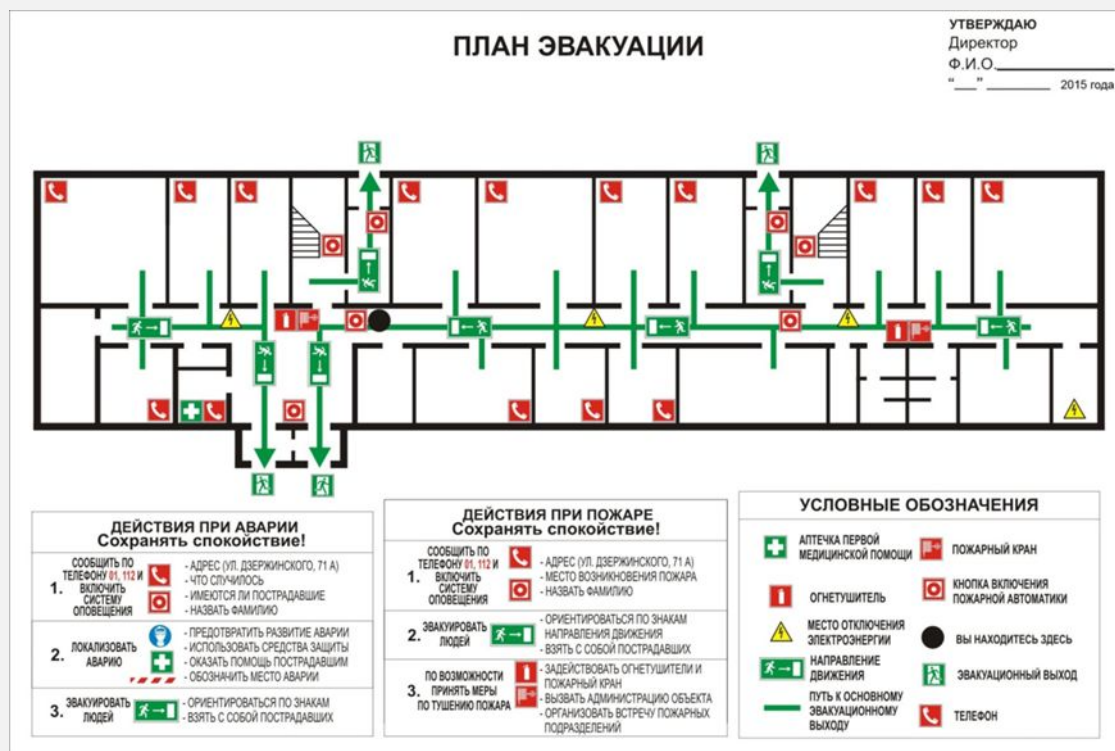 ПЛАН ЭВАКУАЦИИ
УТВЕРЖДАЮ
Директор
Ф.И.О.
“ ” 2015 года
ДЕЙСТВИЯ ПРИ АВАРИИ
Сохранять спокойствие!
1.
СООБЩИТЬ ПО
ТЕЛЕФОНУ 01, 112 И
ВКЛЮЧИТЬ
СИСТЕМУ
ОПОВЕЩЕНИЯ
- АДРЕС (УЛ. ДЗЕРЖИНСКОГО, 71 А)
- ЧТО СЛУЧИЛОСЬ
- ИМЕЮТСЯ ЛИ ПОСТРАДАВШИЕ
- НАЗВАТЬ ФАМИЛИЮ
2.
ЛОКАЛИЗОВАТЬ
АВАРИЮ
- ПРЕДОТВРАТИТЬ РАЗВИТИЕ АВАРИИ
- ИСПОЛЬЗОВАТЬ СРЕДСТВА ЗАЩИТЫ
- ОКАЗАТЬ ПОМОЩЬ ПОСТРАДАВШИМ
- ОБОЗНАЧИТЬ МЕСТО АВАРИИ
3.
ЭВАКУИРОВАТЬ
ЛЮДЕЙ
- ОРИЕНТИРОВАТЬСЯ ПО ЗНАКАМ
- ВЗЯТЬ С СОБОЙ ПОСТРАДАВШИХ
ДЕЙСТВИЯ ПРИ ПОЖАРЕ
Сохранять спокойствие!
1.
СООБЩИТЬ ПО
ТЕЛЕФОНУ 01, 112 И
ВКЛЮЧИТЬ
СИСТЕМУ
ОПОВЕЩЕНИЯ
- АДРЕС (УЛ. ДЗЕРЖИНСКОГО, 71 А)
- МЕСТО ВОЗНИКНОВЕНИЯ ПОЖАРА
- НАЗВАТЬ ФАМИЛИЮ
2.
ЭВАКУИРОВАТЬ
ЛЮДЕЙ
- ОРИЕНТИРОВАТЬСЯ ПО ЗНАКАМ
НАПРАВЛЕНИЯ ДВИЖЕНИЯ
- ВЗЯТЬ С СОБОЙ ПОСТРАДАВШИХ
3.
ПО ВОЗМОЖНОСТИ
ПРИНЯТЬ МЕРЫ
ПО ТУШЕНИЮ ПОЖАРА
- ЗАДЕЙСТВОВАТЬ ОГНЕТУШИТЕЛИ И
ПОЖАРНЫЙ КРАН
- ВЫЗВАТЬ АДМИНИСТРАЦИЮ ОБЪЕКТА
- ОРГАНИЗОВАТЬ ВСТРЕЧУ ПОЖАРНЫХ
ПОДРАЗДЕЛЕНИЙ
УСЛОВНЫЕ ОБОЗНАЧЕНИЯ
АПТЕЧКА ПЕРВОЙ
МЕДИЦИНСКОЙ ПОМОЩИ
ПОЖАРНЫЙ КРАН
ОГНЕТУШИТЕЛЬ
КНОПКА ВКЛЮЧЕНИЯ
ПОЖАРНОЙ АВТОМАТИКИ
МЕСТО ОТКЛЮЧЕНИЯ
ЭЛЕКТРОЭНЕРГИИ
ВЫ НАХОДИТЕСЬ ЗДЕСЬ
НАПРАВЛЕНИЕ
ДВИЖЕНИЯ
ЭВАКУАЦИОННЫЙ ВЫХОД
ПУТЬ К ОСНОВНОМУ
ЭВАКУАЦИОННОМУ
ВЫХОДУ
ТЕЛЕФОН